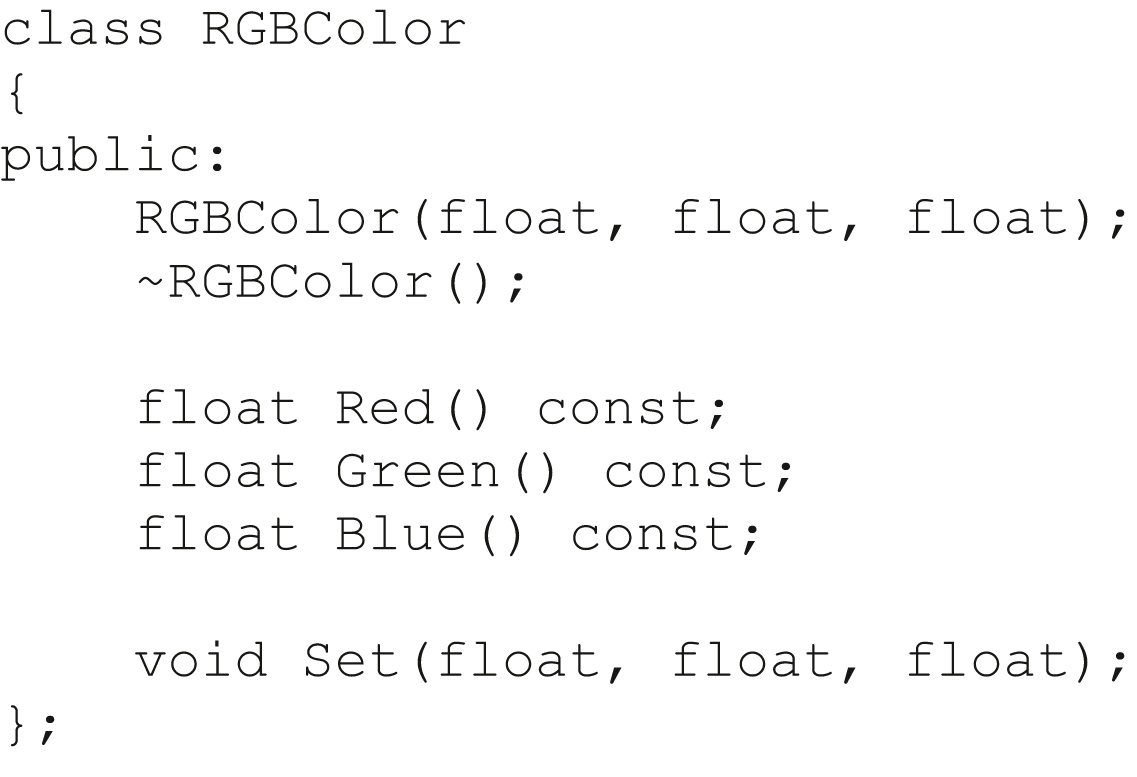 class RGBColor
{
public:
    RGBColor(float, float, float);
    ~RGBColor();

    float Red() const;
    float Green() const;
    float Blue() const;

    void Set(float, float, float);
};